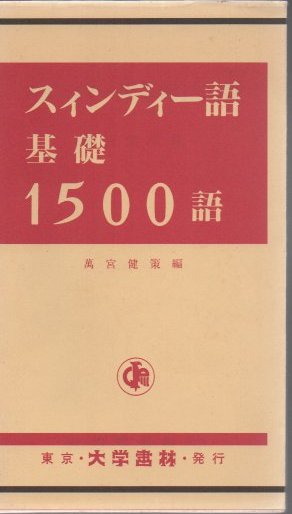 スィンディー語
基礎
1500語
萬宮健策編
東京・大学書林・発行